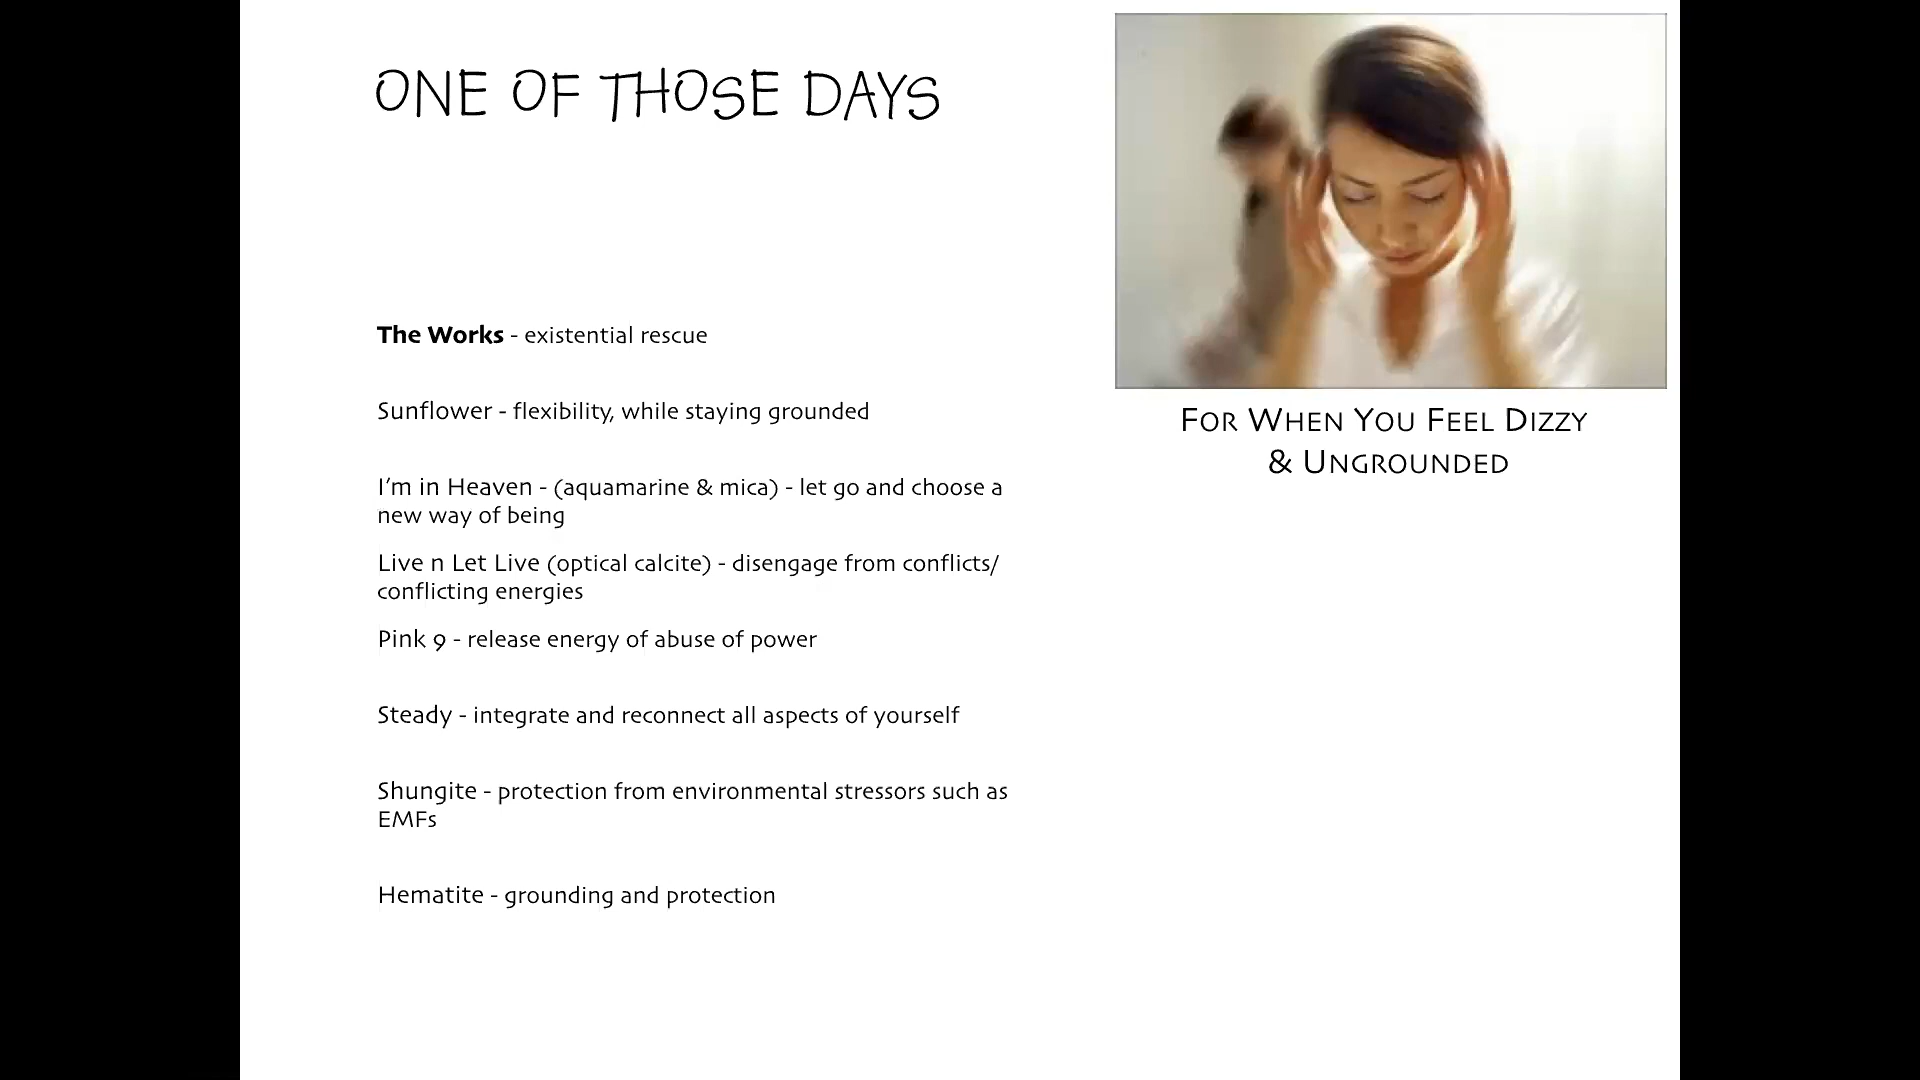 ONE OF THOSE DAYS
The Works - existential rescue
Sunflower - flexibility, while staying grounded
I’m in Heaven - (aquamarine & mica) - let go and choose a
new way of being
Live n Let Live (optical calcite) - disengage from conflicts/
conflicting energies
Pink 9 - release energy of abuse of power
Steady - integrate and reconnect all aspects of yourself
Shungite - protection from environmental stressors such as
EMFs
Hematite - grounding and protection
FOR WHEN YOU FEEL DIZZY
& UNGROUNDED